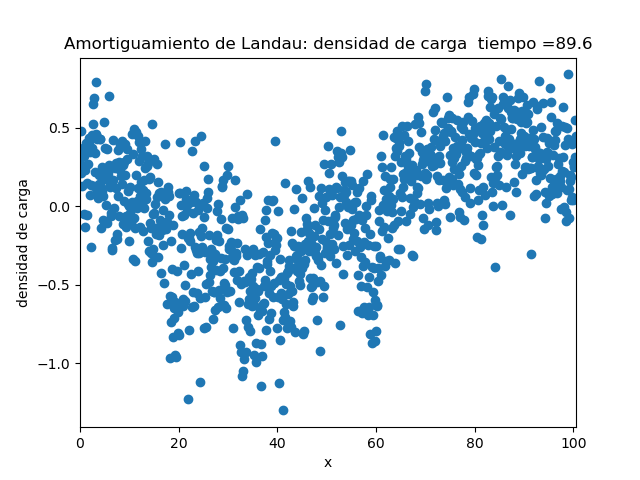 Amortiguamiento de Landau: densidad de carga  tiempo =89.6
0.5
0.0
−0.5
−1.0
densidad de carga
0 20 40 60 80 100
x